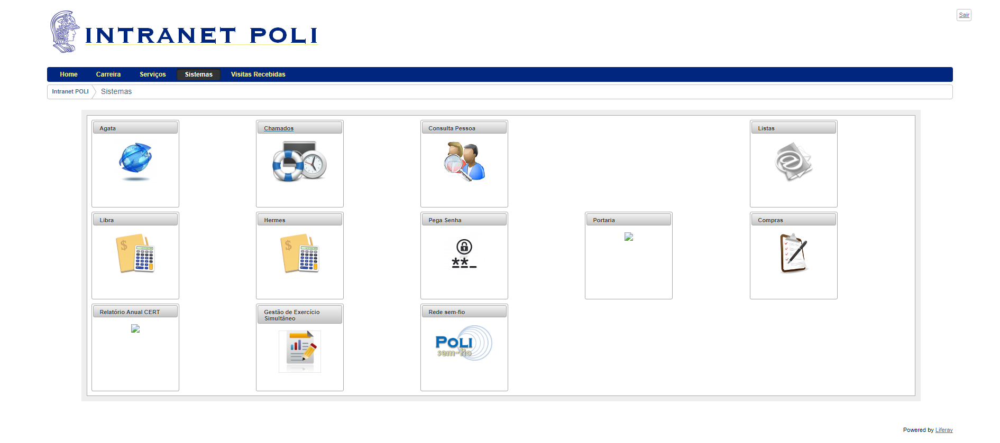 INTRANET POLI
Sair
Home Carreira Serviços Sistemas Visitas Recebidas
Intranet POLI Sistemas
Agata Chamados Consulta Pessoa Listas
Libra Hermes Pega Senha Portaria Compras
$ $
**_
Relatório Anual CERT Gestão de Exercício Simultâneo Rede sem-fio
POLI
sem-fio
Powered by Liferay